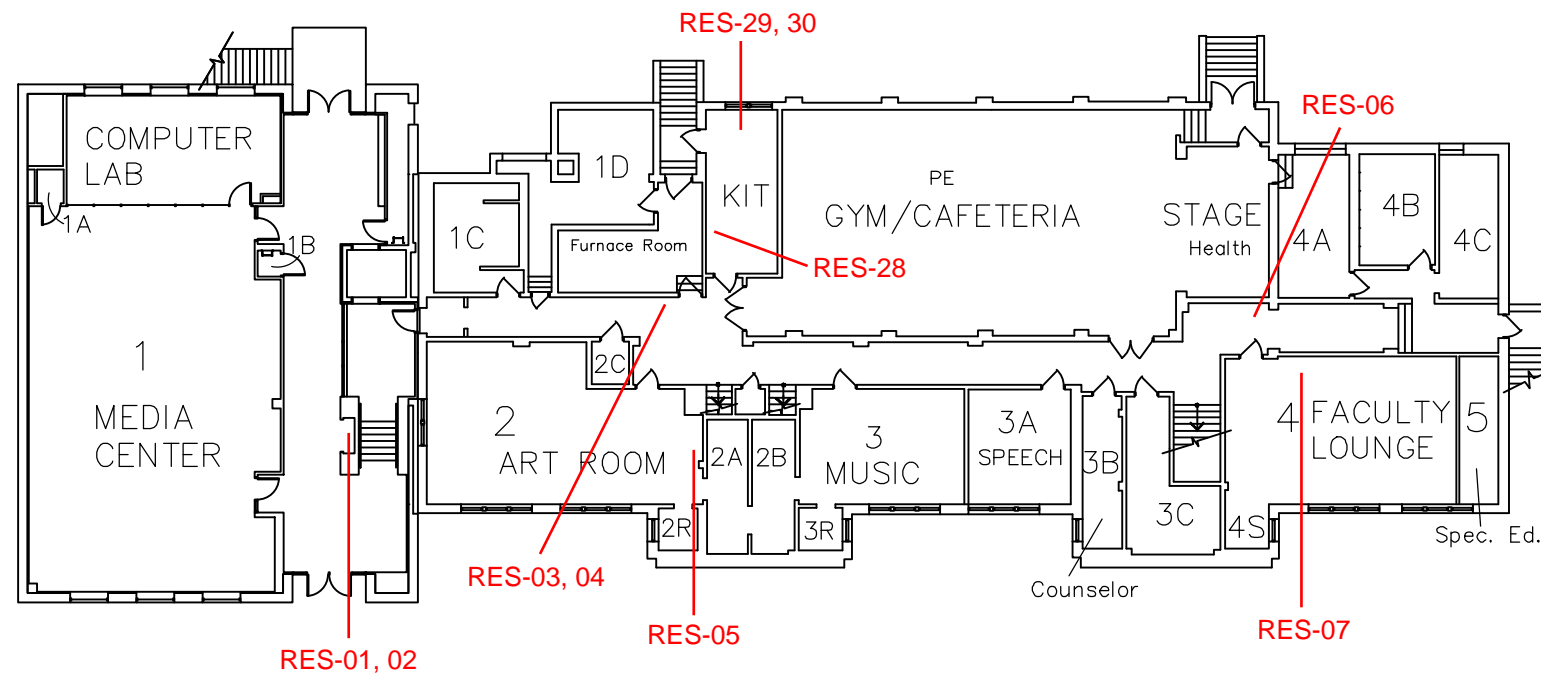 RES-29, 30
RES-06
COMPUTER
LAB
1A
1B
1C
1D
Furnace Room
KIT
RES-28
PE
GYM/CAFETERIA
STAGE
Health
4A
4B
4C
1
MEDIA
CENTER
2C
2
ART ROOM
2A
2B
2R
3
MUSIC
3R
3A
SPEECH
3B
3C
4 FACULTY
LOUNGE
4S
5
Spec. Ed.
Counselor
RES-03, 04
RES-05
RES-07
RES-01, 02